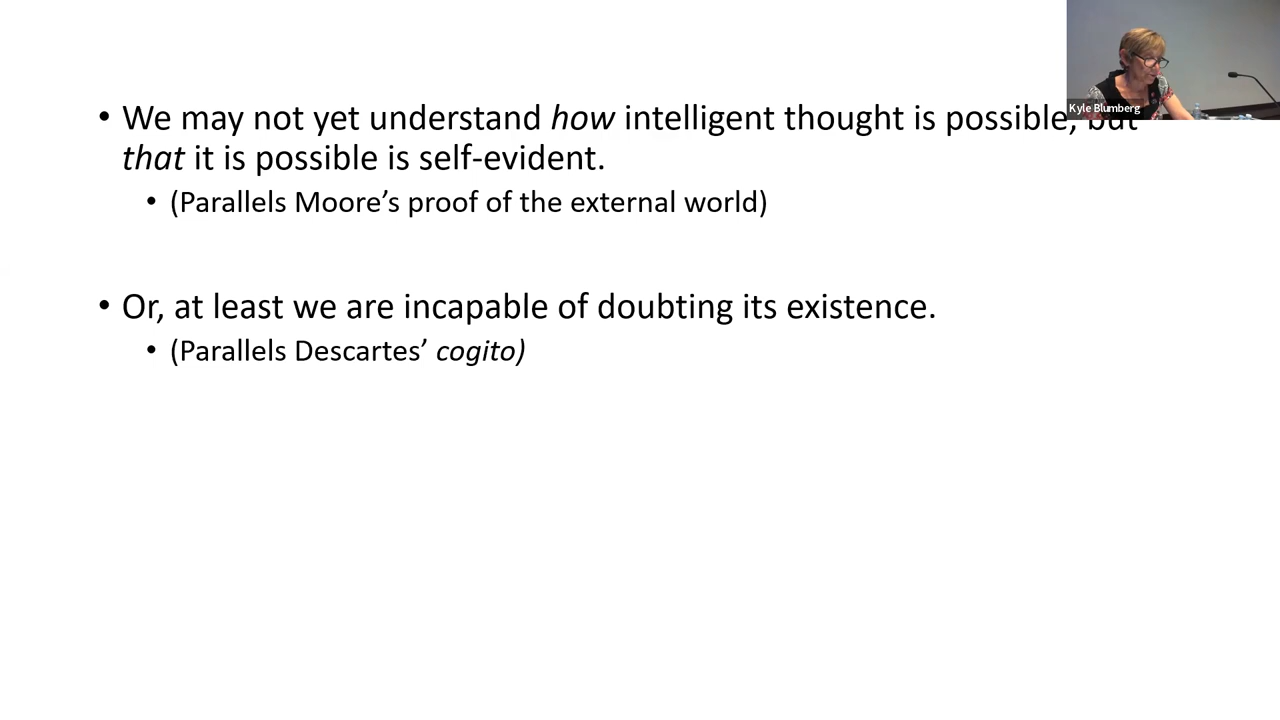 • We may not yet understand how intelligent thought is possible, but
that it is possible is self-evident.
• (Parallels Moore’s proof of the external world)
• Or, at least we are incapable of doubting its existence.
• (Parallels Descartes’ cogito)
Kyle Blumberg